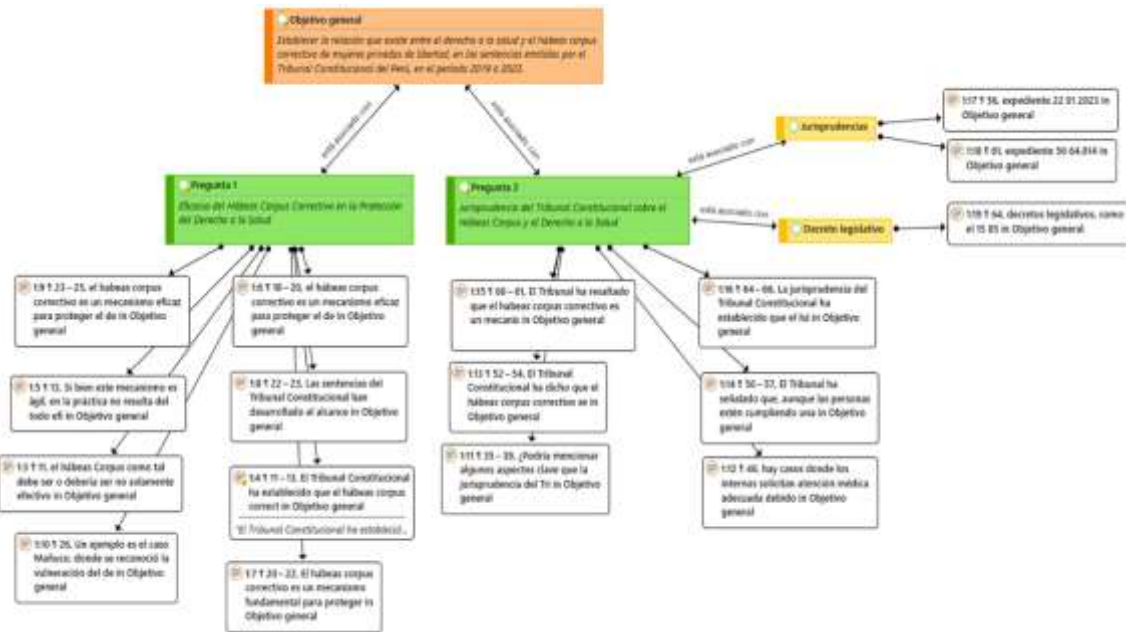 Objetivo general
Establecer la relación que existe entre el derecho a la salud y el hábeas corpus
correctivo de mujeres privadas de libertad, en las sentencias emitidas por el
Tribunal Constitucional del Perú, en el periodo 2019 a 2023.
está asociado con
está asociado con
Pregunta 1
Eficacia del Hábeas Corpus Correctivo en la Protección
del Derecho a la Salud
Pregunta 2
Jurisprudencia del Tribunal Constitucional sobre el
Hábeas Corpus y el Derecho a la Salud
está asociado con
Jurisprudencias
1:17 ¶ 56, expediente 22 01 2023 in
Objetivo general
1:18 ¶ 61, expediente 50 64.014 in
Objetivo general
está asociado con
Decreto legislativo
1:19 ¶ 64, decretos legislativos, como
el 15 85 in Objetivo general
1:9 ¶ 23 – 25, el hábeas corpus
correctivo es un mecanismo eficaz
para proteger el de in Objetivo
general
1:6 ¶ 18 – 20, el hábeas corpus
correctivo es un mecanismo eficaz
para proteger el de in Objetivo
general
1:15 ¶ 60 – 61, El Tribunal ha resaltado
que el hábeas corpus correctivo es
un mecanis in Objetivo general
1:16 ¶ 64 – 66, La jurisprudencia del
Tribunal Constitucional ha
establecido que el há in Objetivo
general
1:5 ¶ 13, Si bien este mecanismo es
ágil, en la práctica no resulta del
todo efi in Objetivo general
1:8 ¶ 22 – 23, Las sentencias del
Tribunal Constitucional han
desarrollado el alcance in Objetivo
general
1:13 ¶ 52 – 54, El Tribunal
Constitucional ha dicho que el
hábeas corpus correctivo se in
Objetivo general
1:14 ¶ 56 – 57, El Tribunal ha
señalado que, aunque las personas
estén cumpliendo una in Objetivo
general
1:3 ¶ 11, el hábeas Corpus como tal
debe ser o debería ser no solamente
efectivo in Objetivo general
1:4 ¶ 11 – 13, El Tribunal Constitucional
ha establecido que el hábeas corpus
correct in Objetivo general
"El Tribunal Constitucional ha establecid...
1:11 ¶ 35 – 39, ¿Podría mencionar
algunos aspectos clave que la
jurisprudencia del Tri in Objetivo
general
1:12 ¶ 48, hay casos donde los
internos solicitan atención médica
adecuada debido in Objetivo
general
1:10 ¶ 26, Un ejemplo es el caso
donde se reconoció la
vulneración del de in Objetivo
general
1:7 ¶ 20 – 22, El hábeas corpus
correctivo es un mecanismo
fundamental para proteger in
Objetivo general